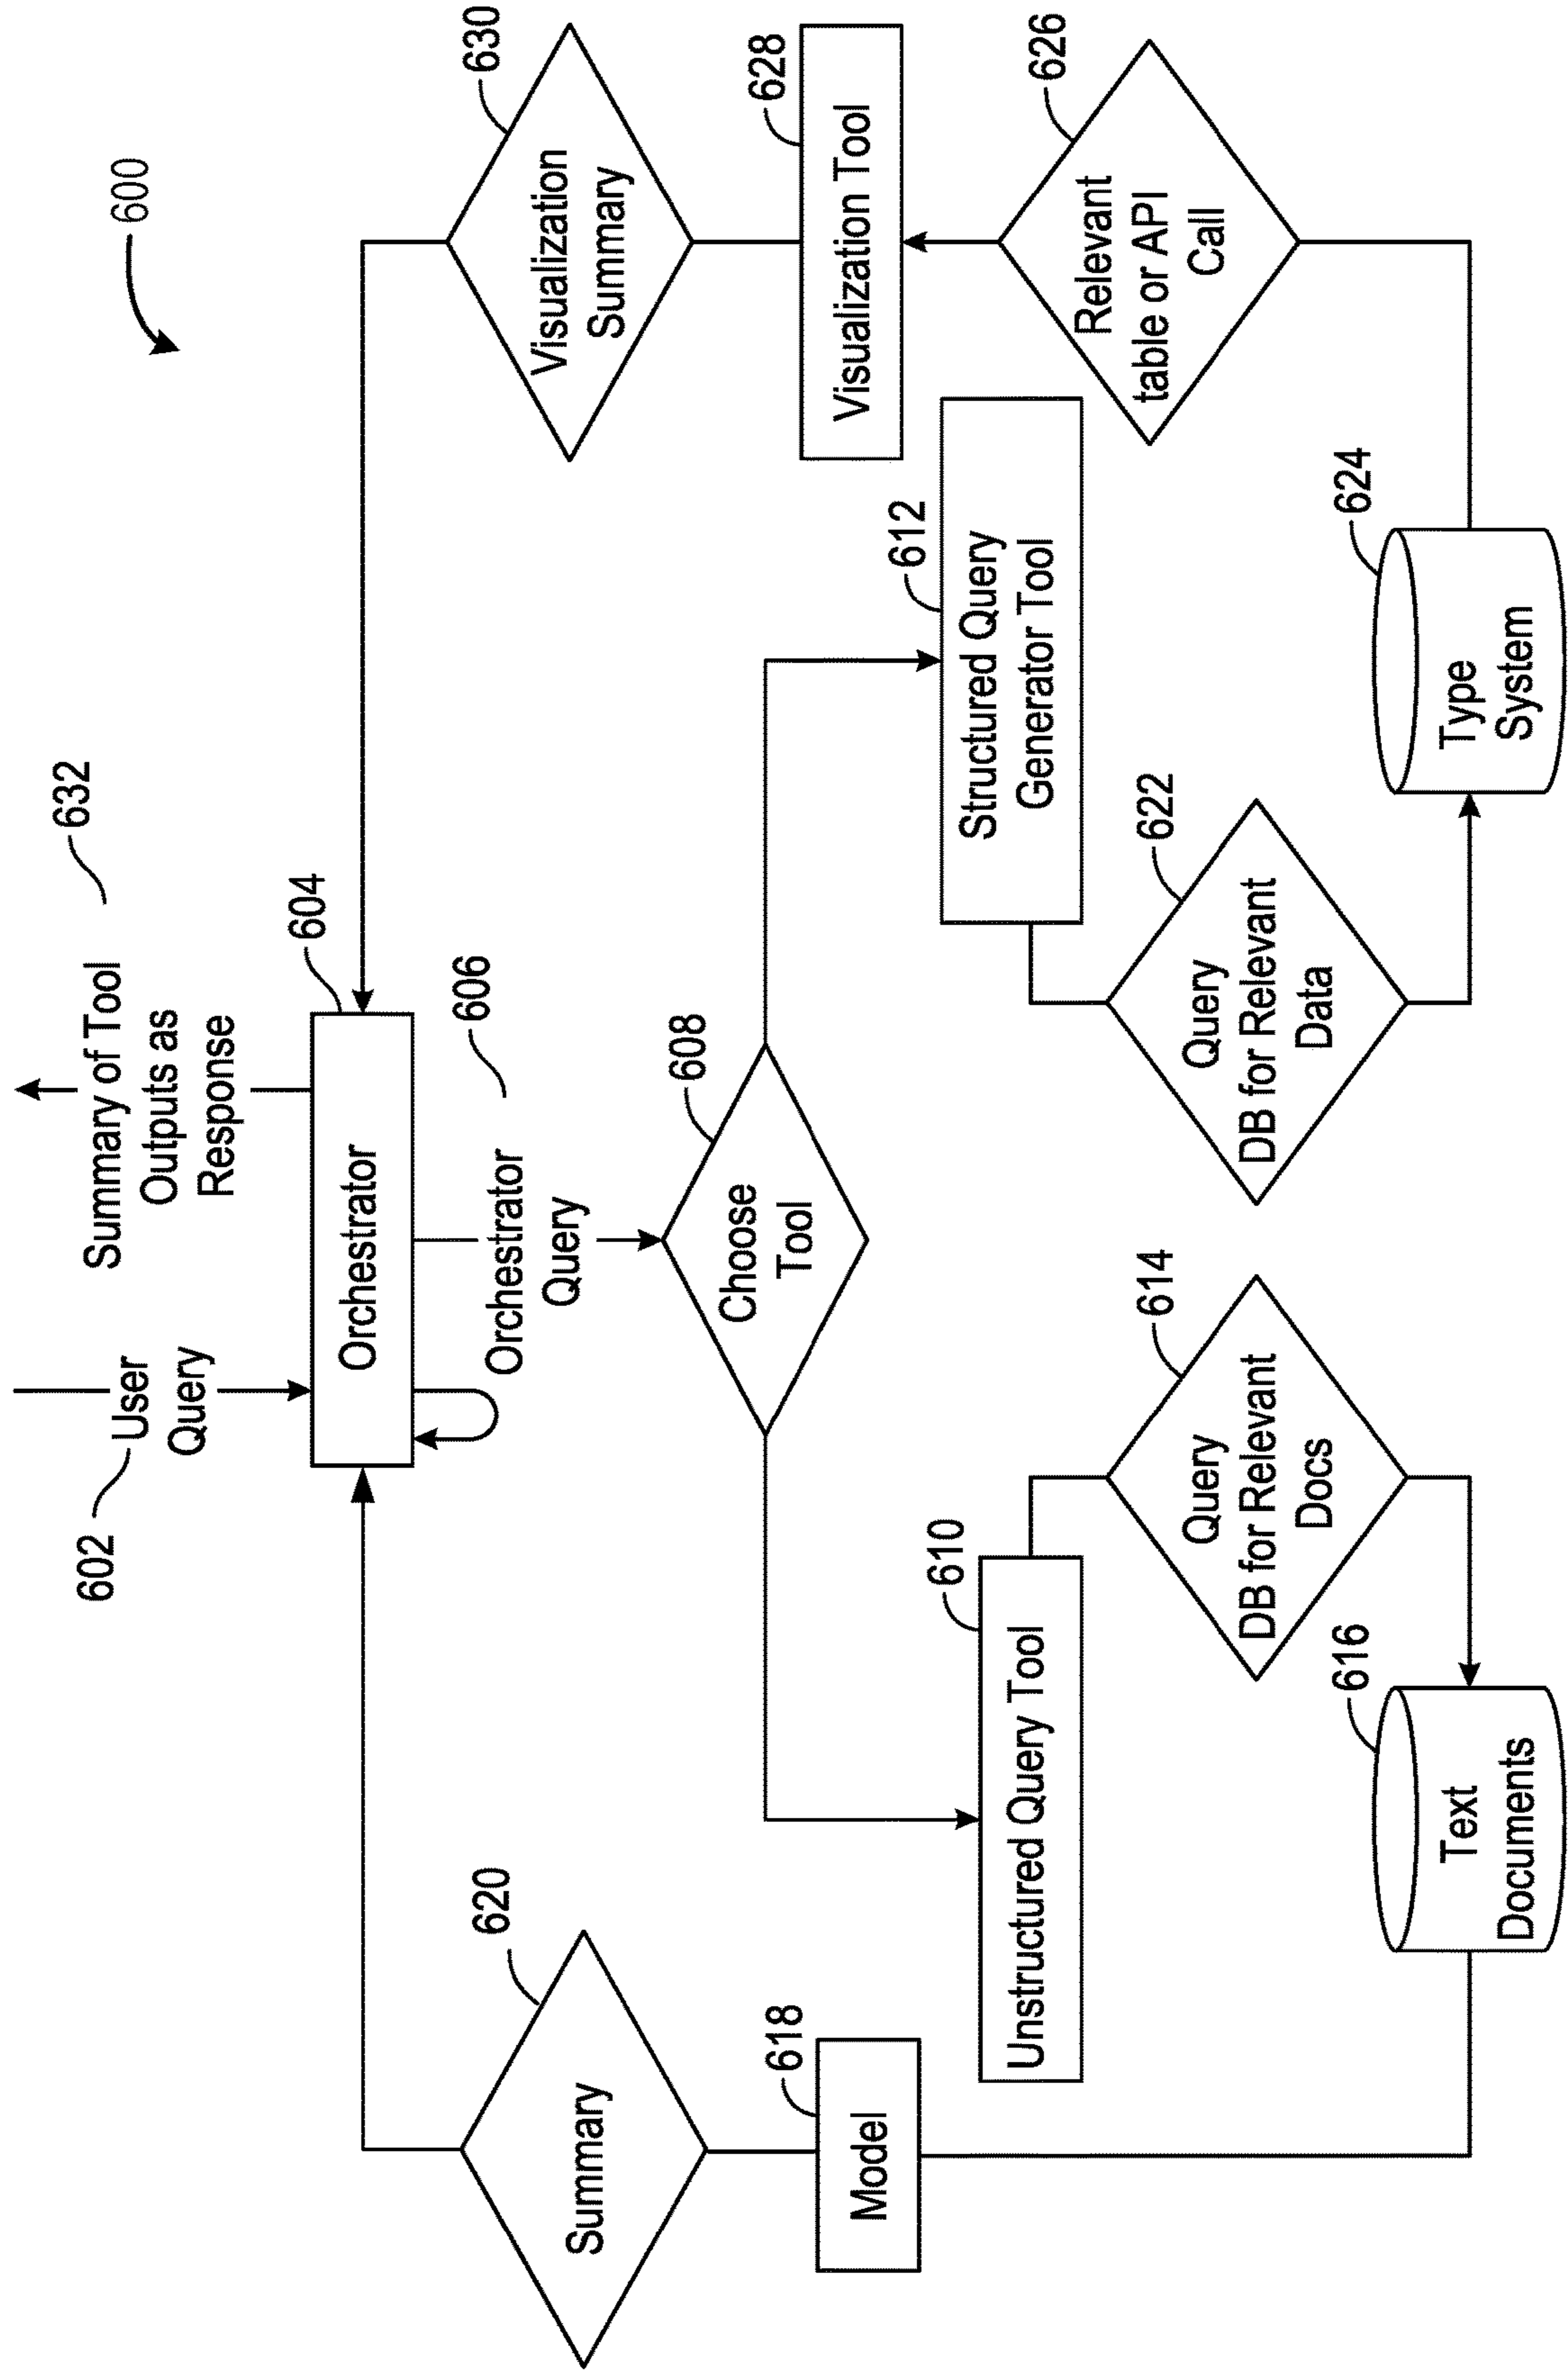 600
632
Summary of Tool
Outputs as
Response
602
User
Query
604
Orchestrator
606
Orchestrator
Query
630
Visualization
Summary
620
Summary
608
Choose
Tool
628
Visualization Tool
618
Model
612
Structured Query
Generator Tool
610
Unstructured Query Tool
626
Relevant
table or API
Call
614
Query
DB for Relevant
Docs
622
Query
DB for Relevant
Data
616
Text
Documents
624
Type
System